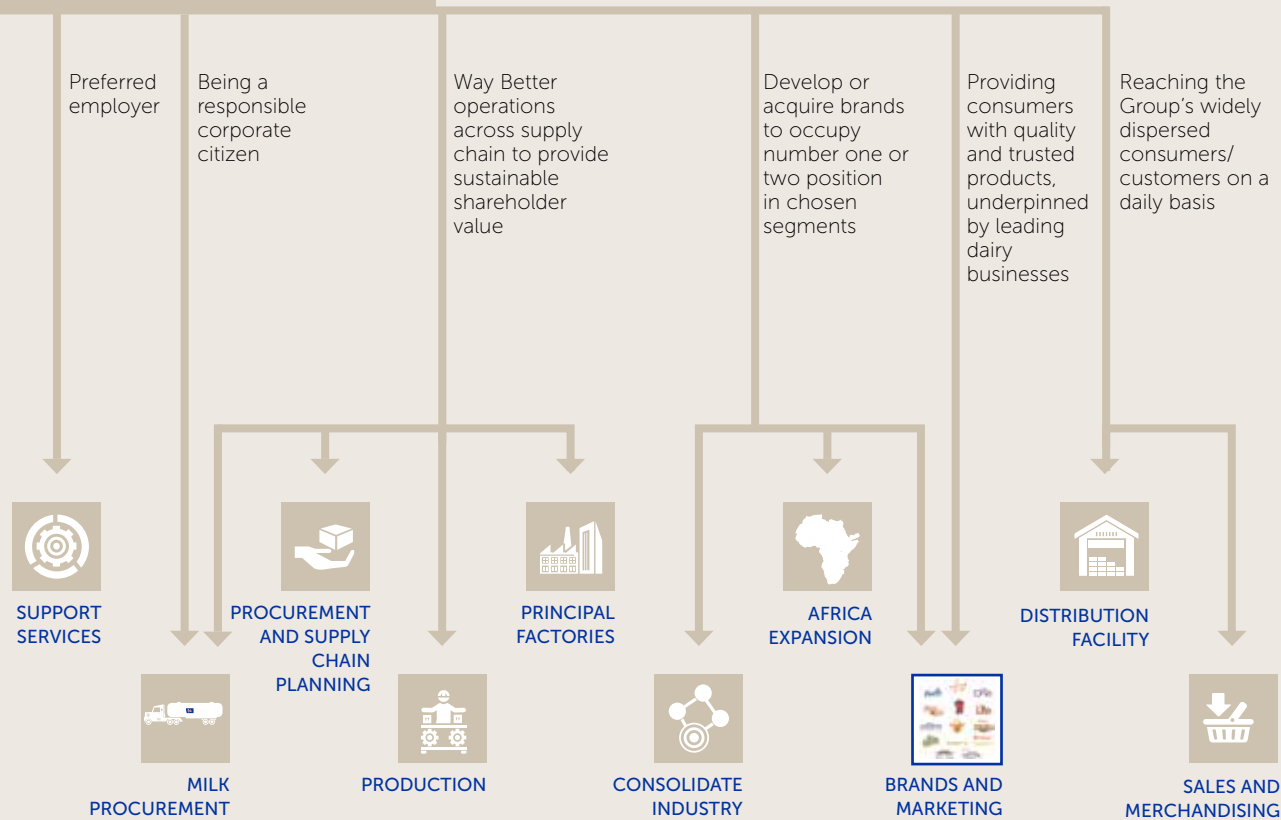 Preferred
employer
Being a
responsible
corporate
citizen
Way Better
operations
across supply
chain to provide
sustainable
shareholder
value
Develop or
acquire brands
to occupy
number one or
two position
in chosen
segments
Providing
consumers
with quality
and trusted
products,
underpinned
by leading
dairy
businesses
Reaching the
Group’s widely
dispersed
consumers/
customers on a
daily basis
SUPPORT
SERVICES
PROCUREMENT
AND SUPPLY
CHAIN
PLANNING
PRINCIPAL
FACTORIES
AFRICA
EXPANSION
DISTRIBUTION
FACILITY
MILK
PROCUREMENT
PRODUCTION
CONSOLIDATE
INDUSTRY
BRANDS AND
MARKETING
SALES AND
MERCHANDISING